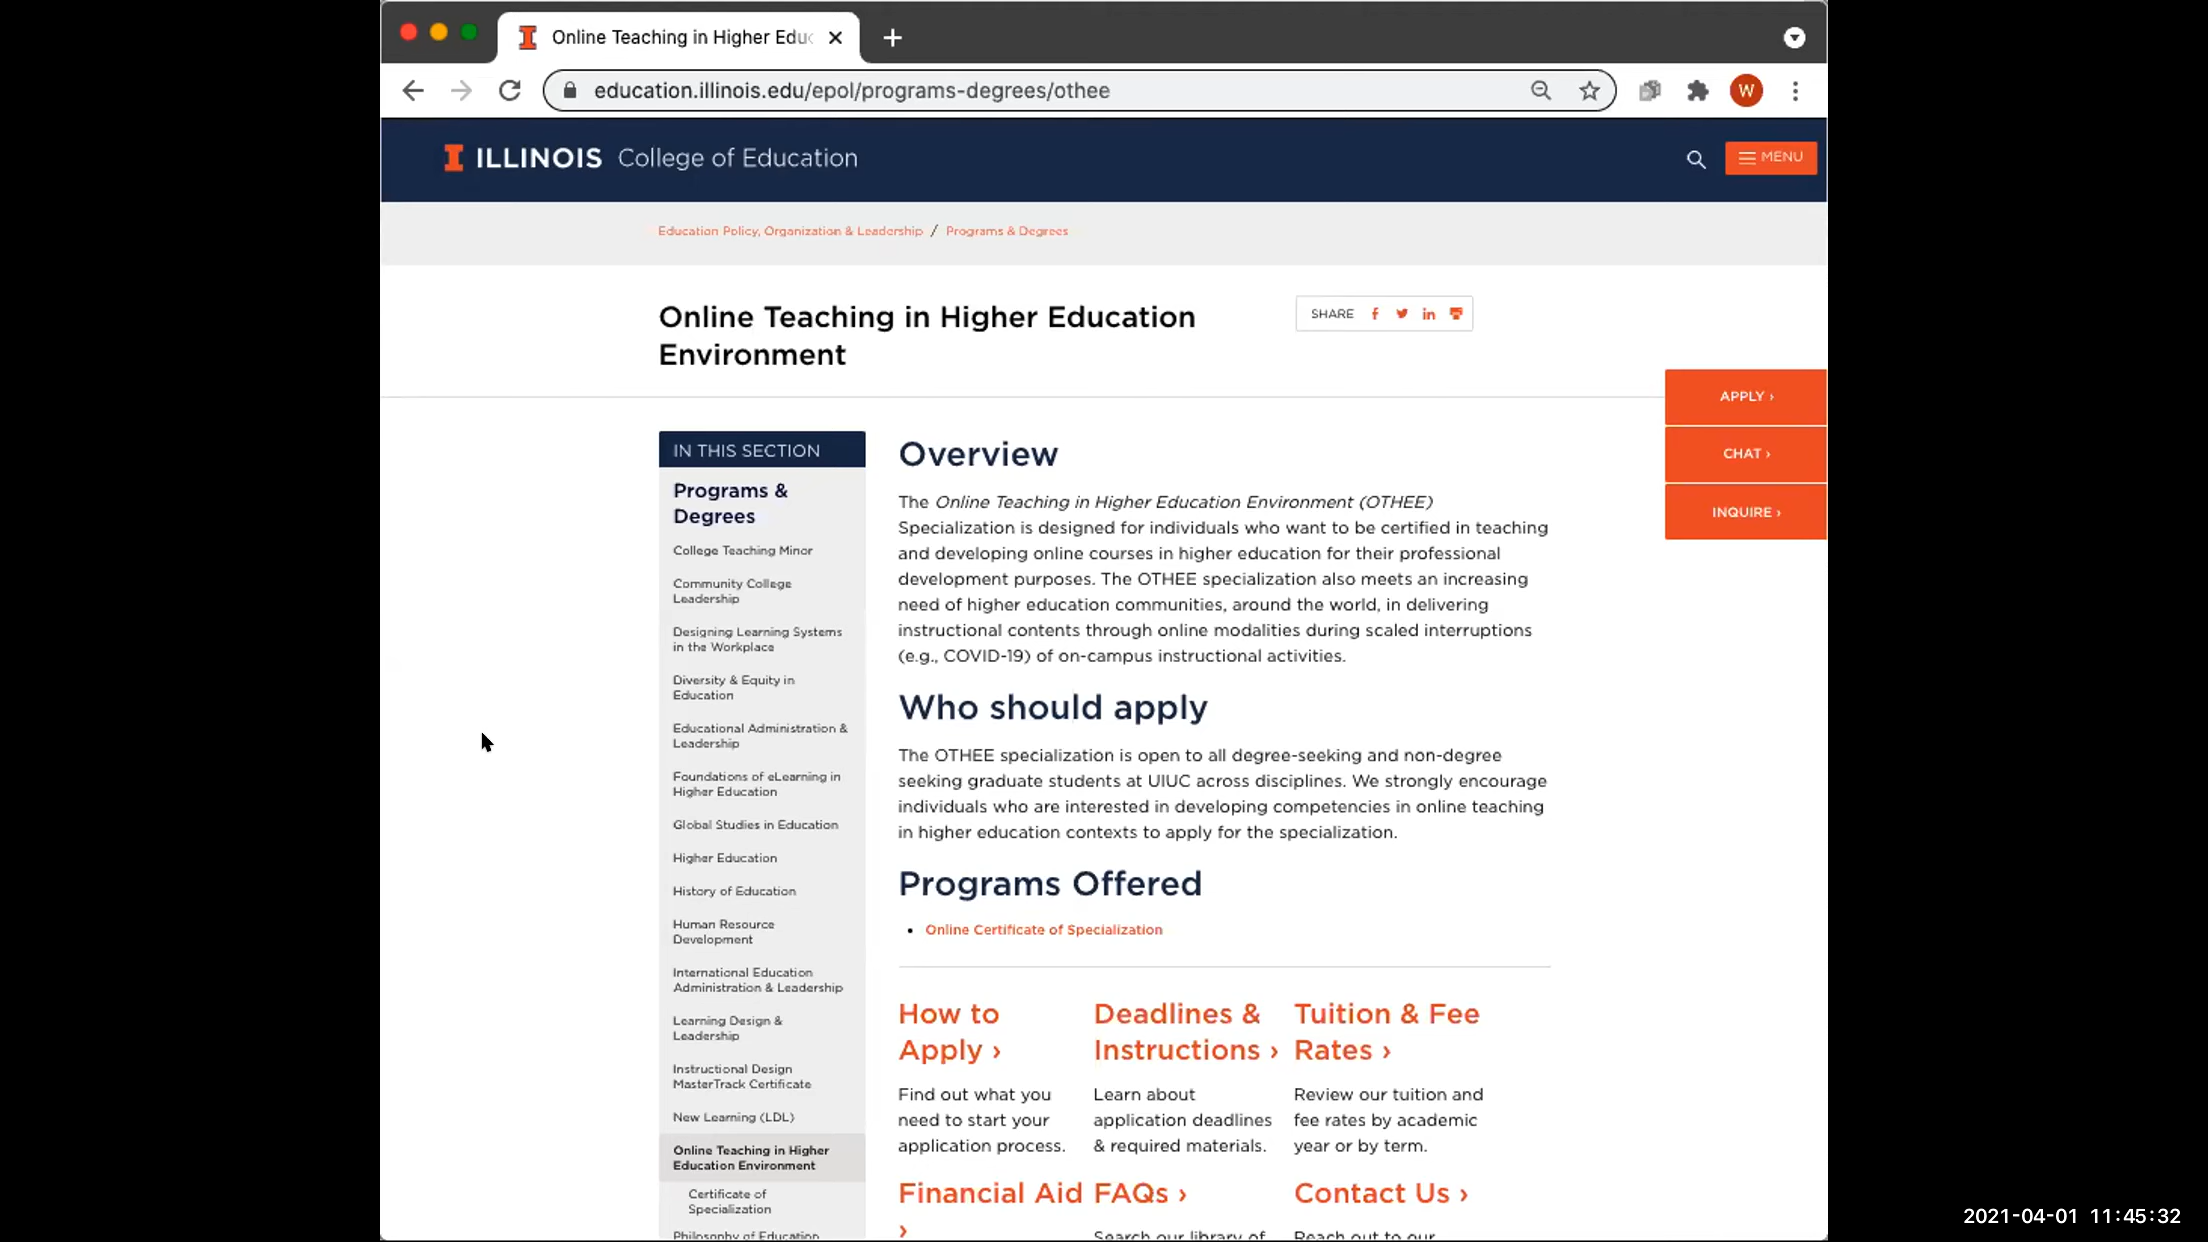 Online Teaching in Higher Edu
education.illinois.edu/epol/programs-degrees/othee
W
ILLINOIS College of Education
MENU
Education Policy, Organization & Leadership / Programs & Degrees
Online Teaching in Higher Education
Environment
SHARE
APPLY ›
CHAT ›
INQUIRE ›
IN THIS SECTION
Programs &
Degrees
College Teaching Minor
Community College
Leadership
Designing Learning Systems
in the Workplace
Diversity & Equity in
Education
Educational Administration &
Leadership
Foundations of eLearning in
Higher Education
Global Studies in Education
Higher Education
History of Education
Human Resource
Development
International Education
Administration & Leadership
Learning Design &
Leadership
Instructional Design
MasterTrack Certificate
New Learning (LDL)
Online Teaching in Higher
Education Environment
Certificate of
Specialization
Philosophy of Education
Overview
The Online Teaching in Higher Education Environment (OTHEE)
Specialization is designed for individuals who want to be certified in teaching
and developing online courses in higher education for their professional
development purposes. The OTHEE specialization also meets an increasing
need of higher education communities, around the world, in delivering
instructional contents through online modalities during scaled interruptions
(e.g., COVID-19) of on-campus instructional activities.
Who should apply
The OTHEE specialization is open to all degree-seeking and non-degree
seeking graduate students at UIUC across disciplines. We strongly encourage
individuals who are interested in developing competencies in online teaching
in higher education contexts to apply for the specialization.
Programs Offered
• Online Certificate of Specialization
How to
Apply ›
Find out what you
need to start your
application process.
Deadlines &
Instructions ›
Learn about
application deadlines
& required materials.
Tuition & Fee
Rates ›
Review our tuition and
fee rates by academic
year or by term.
Financial Aid
›
FAQs ›
Search our library of
Contact Us ›
Reach out to our
2021-04-01 11:45:32